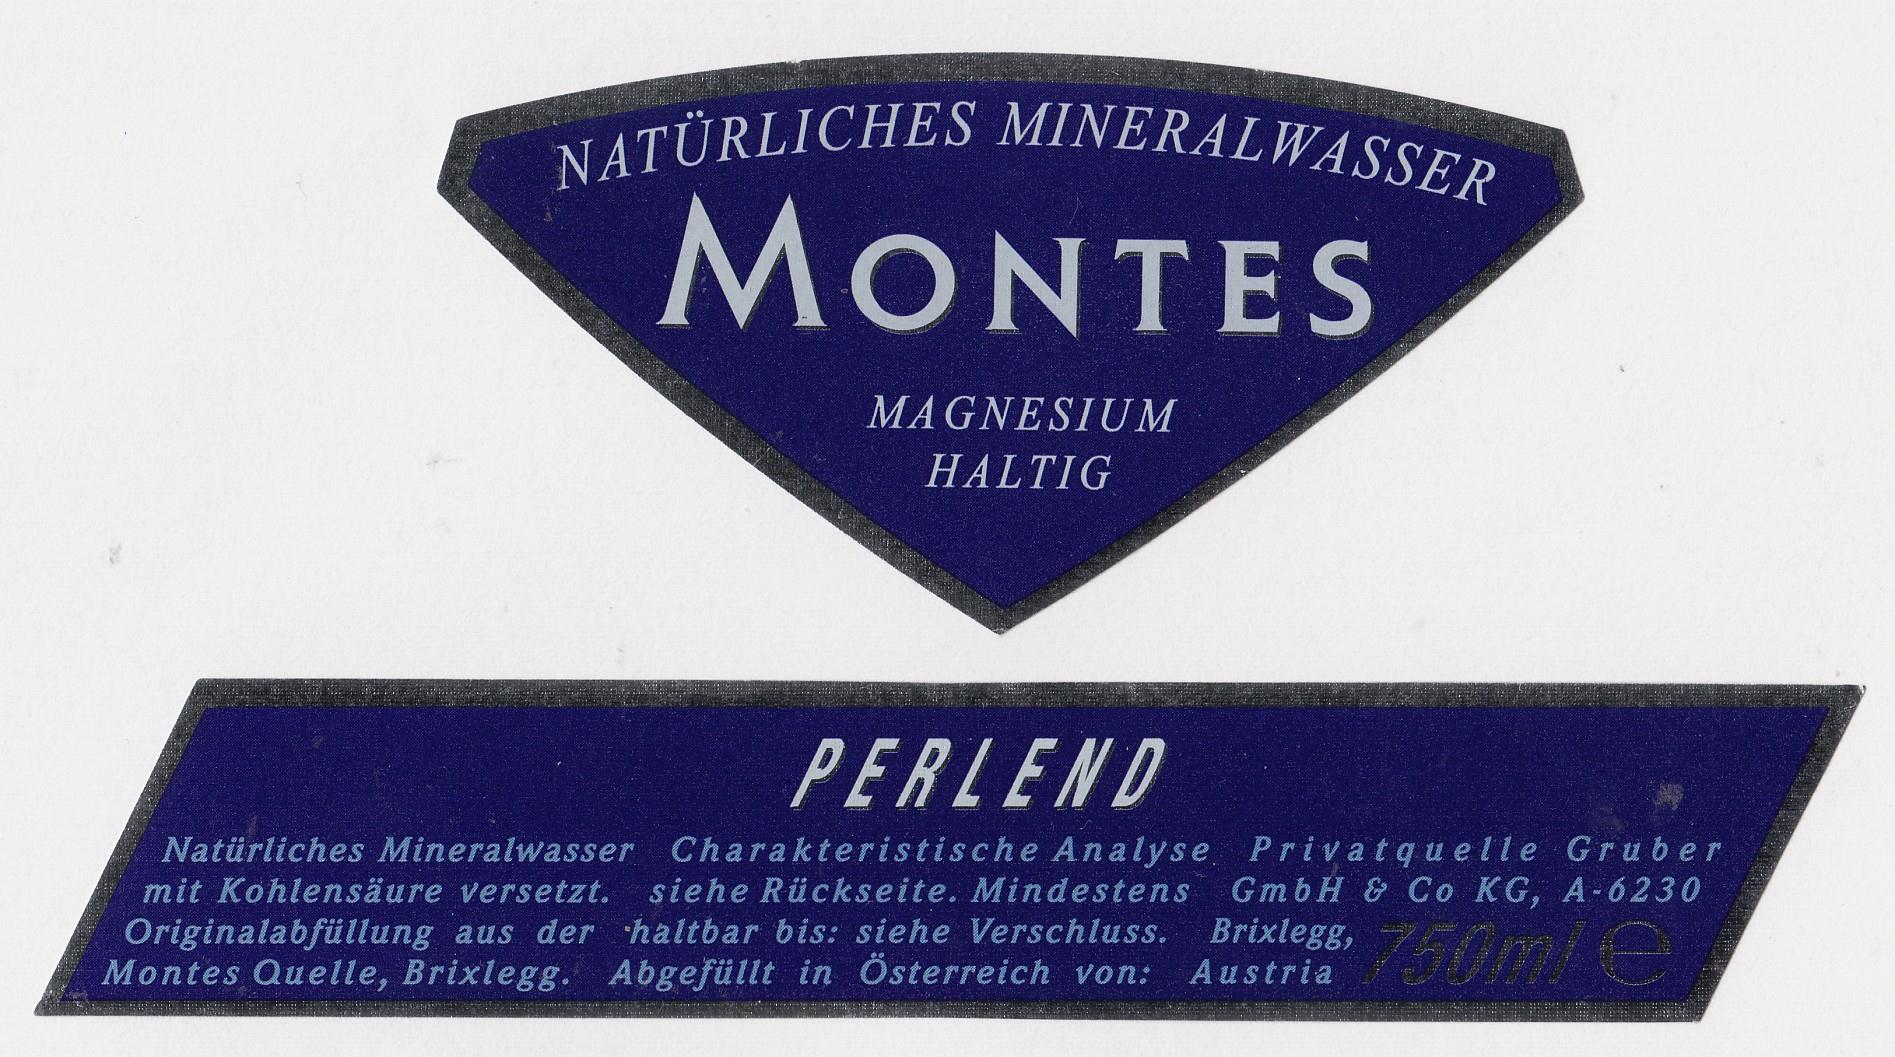 NATÜRLICHES MINERALWASSER
MONTES
MAGNESIUM
HALTIG
PERLEND
Natürliches Mineralwasser
mit Kohlensäure versetzt.
Originalabfüllung aus der
Montes Quelle, Brixlegg.
Charakteristische Analyse
siehe Rückseite. Mindestens
haltbar bis: siehe Verschluss.
Abgefüllt in Österreich von:
Privatquelle Gruber
GmbH & Co KG, A-6230
Brixlegg,
Austria
750ml e